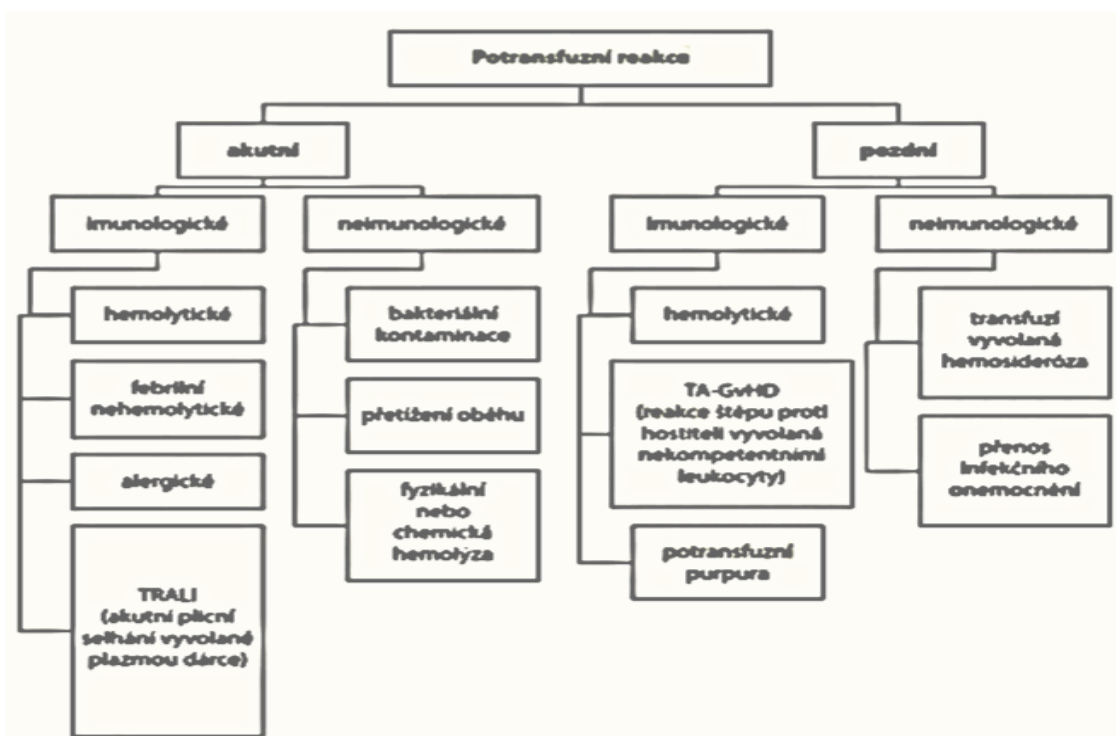 Potransfuzní reakce
akutní
pozdní
imunologické
neimunologické
imunologické
neimunologické
hemolytické
febrilní
nehemolytické
alergické
TRALI
(akutní plicní
selhání vyvolané
plazmou dárce)
bakteriální
kontaminace
přetížení oběhu
fyzikální
nebo
chemická
hemolýza
hemolytické
TA-GvHD
(reakce štěpu proti
hostiteli vyvolaná
nekompetentními
leukocyty)
potransfuzní
purpura
transfuzí
vyvolaná
hemosideróza
přenos
infekčního
onemocnění